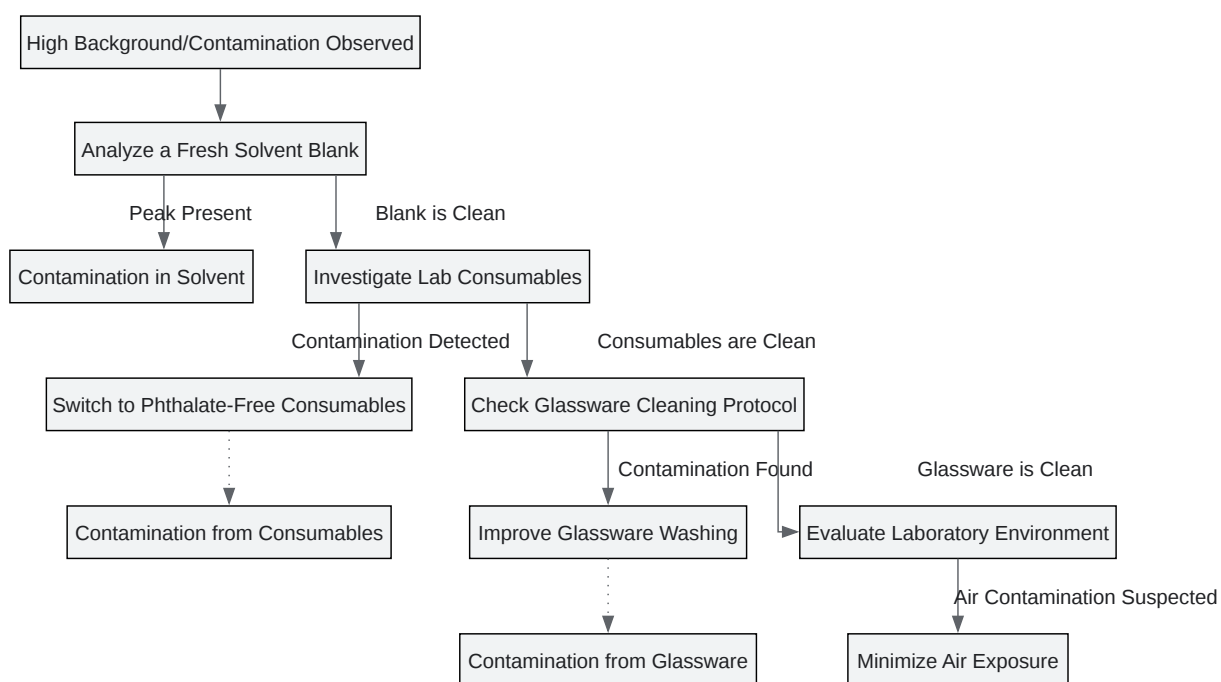 High Background/Contamination Observed
Analyze a Fresh Solvent Blank
Peak Present
Blank is Clean
Contamination in Solvent
Investigate Lab Consumables
Contamination Detected
Consumables are Clean
Switch to Phthalate-Free Consumables
Check Glassware Cleaning Protocol
Contamination Found
Glassware is Clean
Contamination from Consumables
Improve Glassware Washing
Evaluate Laboratory Environment
Air Contamination Suspected
Contamination from Glassware
Minimize Air Exposure